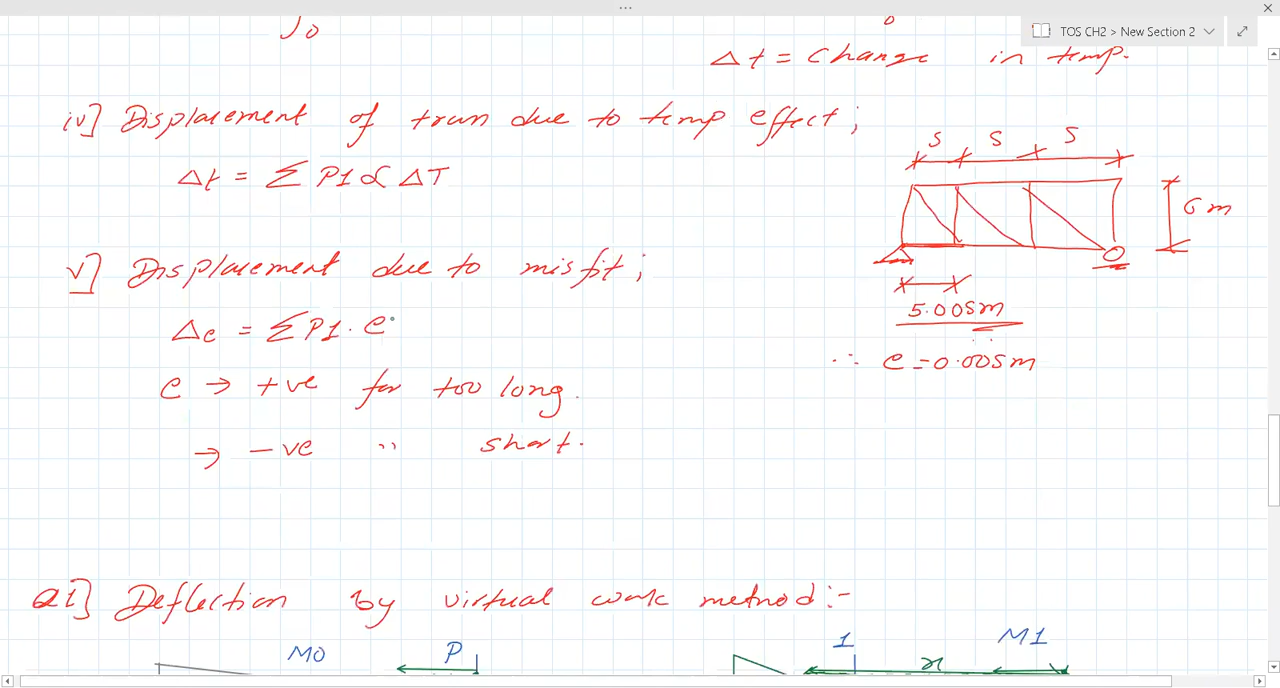 TOS CH2 > New Section 2
Δt = Change in temp.
iv] Displacement of truss due to temp effect;
Δt = Σ P1 α ΔT
5 5 5
6 m
v] Displacement due to misfit;
5.005m
Δe = Σ P1. e
∴ e = 0.005m
e → +ve for too long.
→ -ve '' short.
Q1] Deflection by virtual work method:-
M0 P 1 x M1